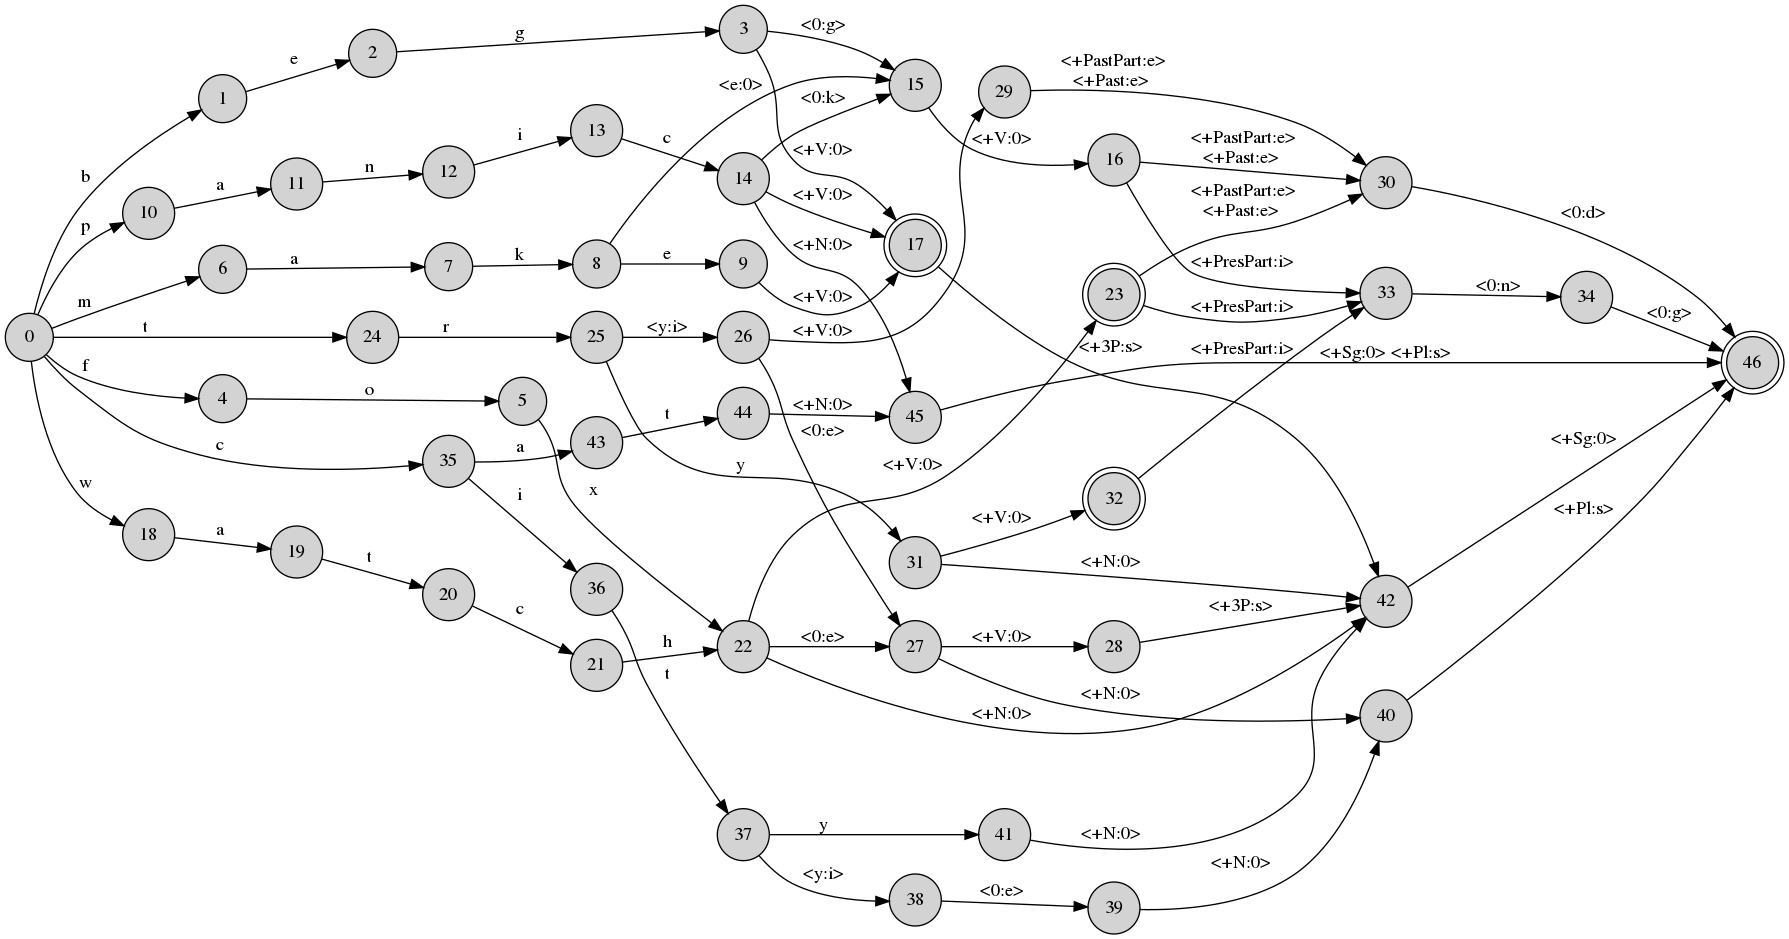 3
<0:g>
g
2
e
<+PastPart:e>
<+Past:e>
<e:0>
15
29
1
<0:k>
i
13
c
<+V:0>
<+PastPart:e>
<+Past:e>
b
n
12
14
<+V:0>
16
30
a
11
<+V:0>
<+PastPart:e>
<+Past:e>
<0:d>
p
10
<+N:0>
17
6
a
7
k
8
e
9
<+V:0>
<+PresPart:i>
23
33
<0:n>
34
m
<+PresPart:i>
<0:g>
0
t
24
r
25
<y:i>
26
<+V:0>
<+3P:s>
<+PresPart:i>
<+Sg:0> <+Pl:s>
46
f
4
o
5
44
<+N:0>
45
t
<0:e>
c
a
43
<+Sg:0>
35
y
<+V:0>
w
i
x
32
<+Pl:s>
18
a
19
t
<+V:0>
31
<+N:0>
36
20
c
42
<+3P:s>
21
h
22
<0:e>
27
<+V:0>
28
t
<+N:0>
<+N:0>
40
37
y
41
<+N:0>
<y:i>
38
<0:e>
39
<+N:0>